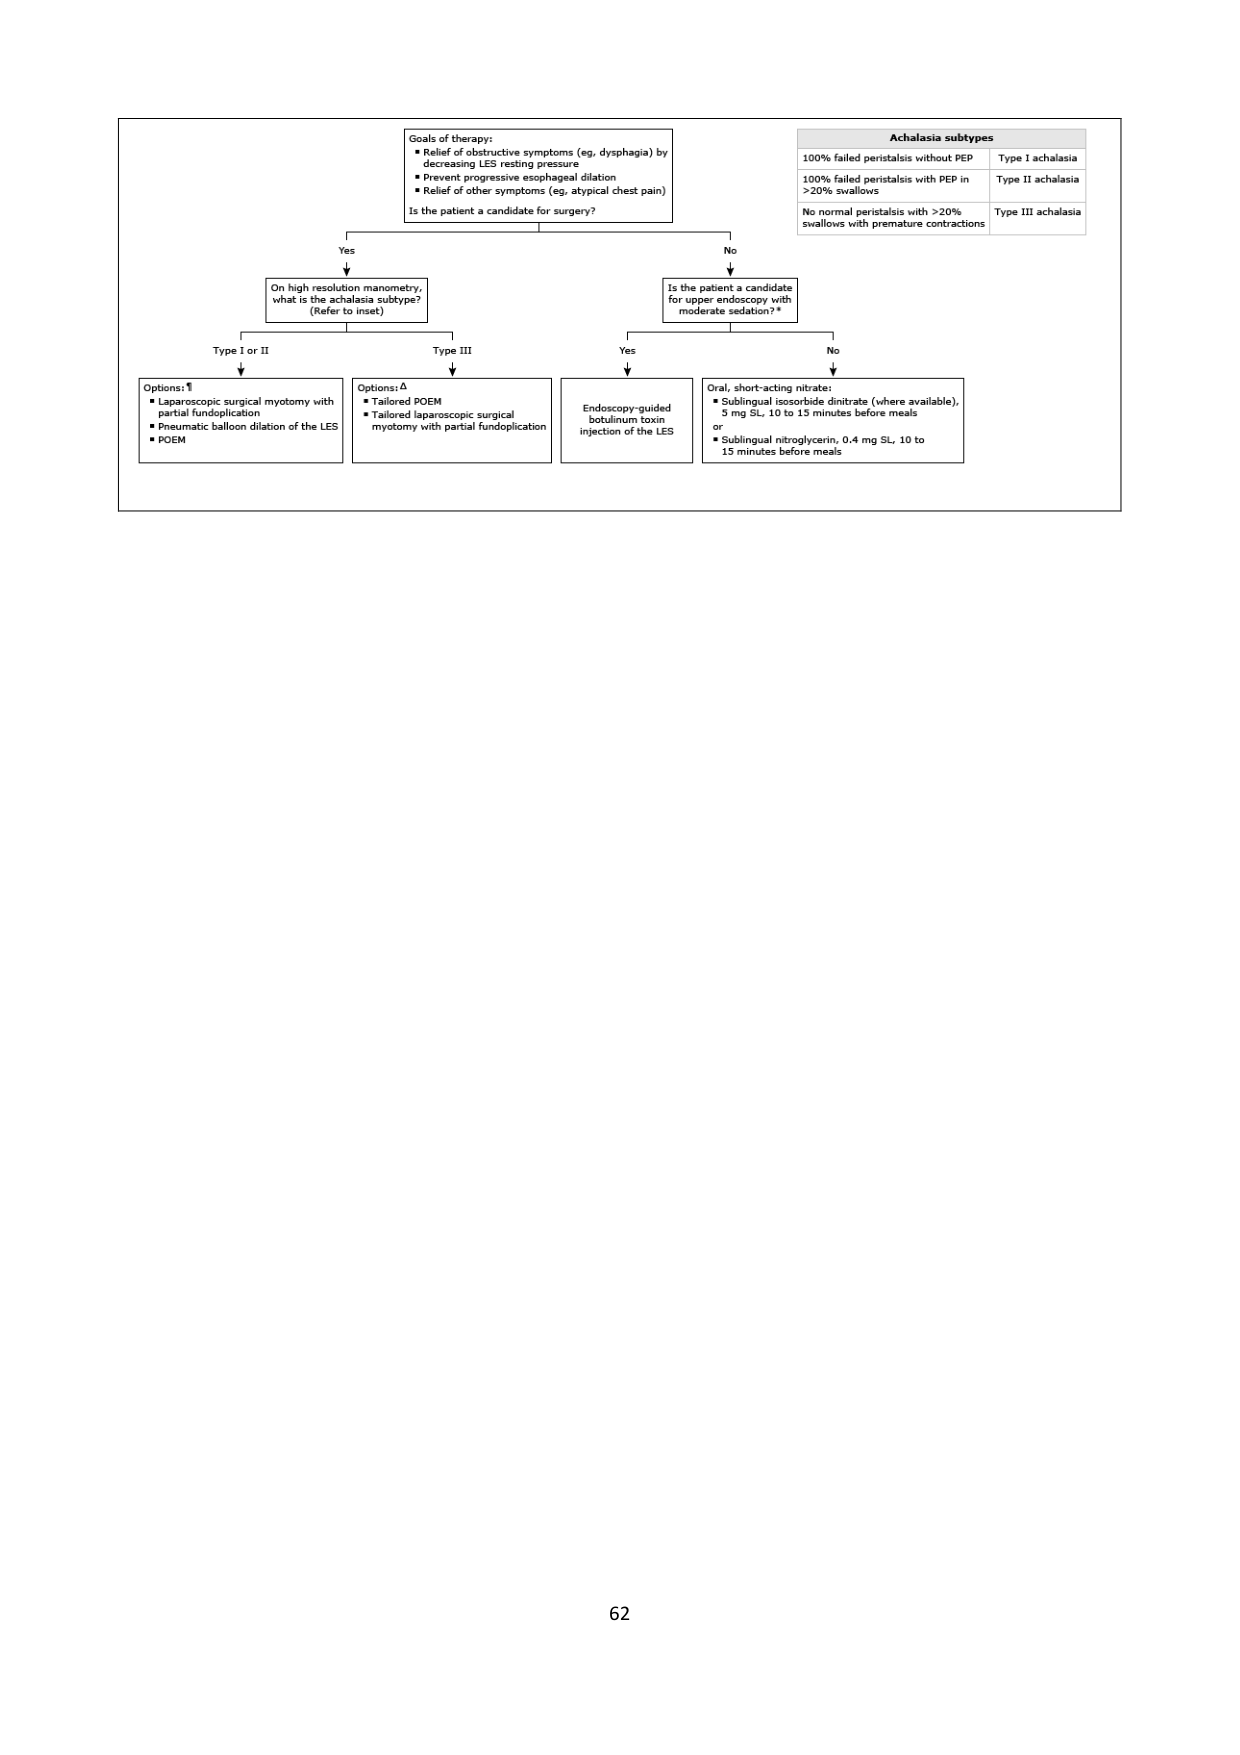 Goals of therapy:
▪ Relief of obstructive symptoms (eg, dysphagia) by
decreasing LES resting pressure
▪ Prevent progressive esophageal dilation
▪ Relief of other symptoms (eg, atypical chest pain)
Is the patient a candidate for surgery?
Achalasia subtypes
100% failed peristalsis without PEP Type I achalasia
100% failed peristalsis with PEP in Type II achalasia
>20% swallows
No normal peristalsis with >20% Type III achalasia
swallows with premature contractions
Yes
No
On high resolution manometry,
what is the achalasia subtype?
(Refer to inset)
Is the patient a candidate
for upper endoscopy with
moderate sedation?*
Type I or II
Type III
Yes
No
Options:¶
▪ Laparoscopic surgical myotomy with
partial fundoplication
▪ Pneumatic balloon dilation of the LES
▪ POEM
Options:Δ
▪ Tailored POEM
▪ Tailored laparoscopic surgical
myotomy with partial fundoplication
Endoscopy-guided
botulinum toxin
injection of the LES
Oral, short-acting nitrate:
▪ Sublingual isosorbide dinitrate (where available),
5 mg SL, 10 to 15 minutes before meals
or
▪ Sublingual nitroglycerin, 0.4 mg SL, 10 to
15 minutes before meals
62